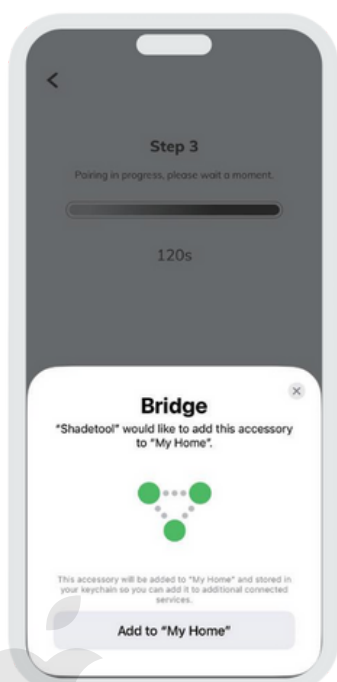 Step 3
Pairing in progress, please wait a moment.
120s
Bridge
"Shadetool" would like to add this accessory
to "My Home".
This accessory will be added to "My Home" and stored in
your keychain so you can add it to additional connected
services.
Add to "My Home"